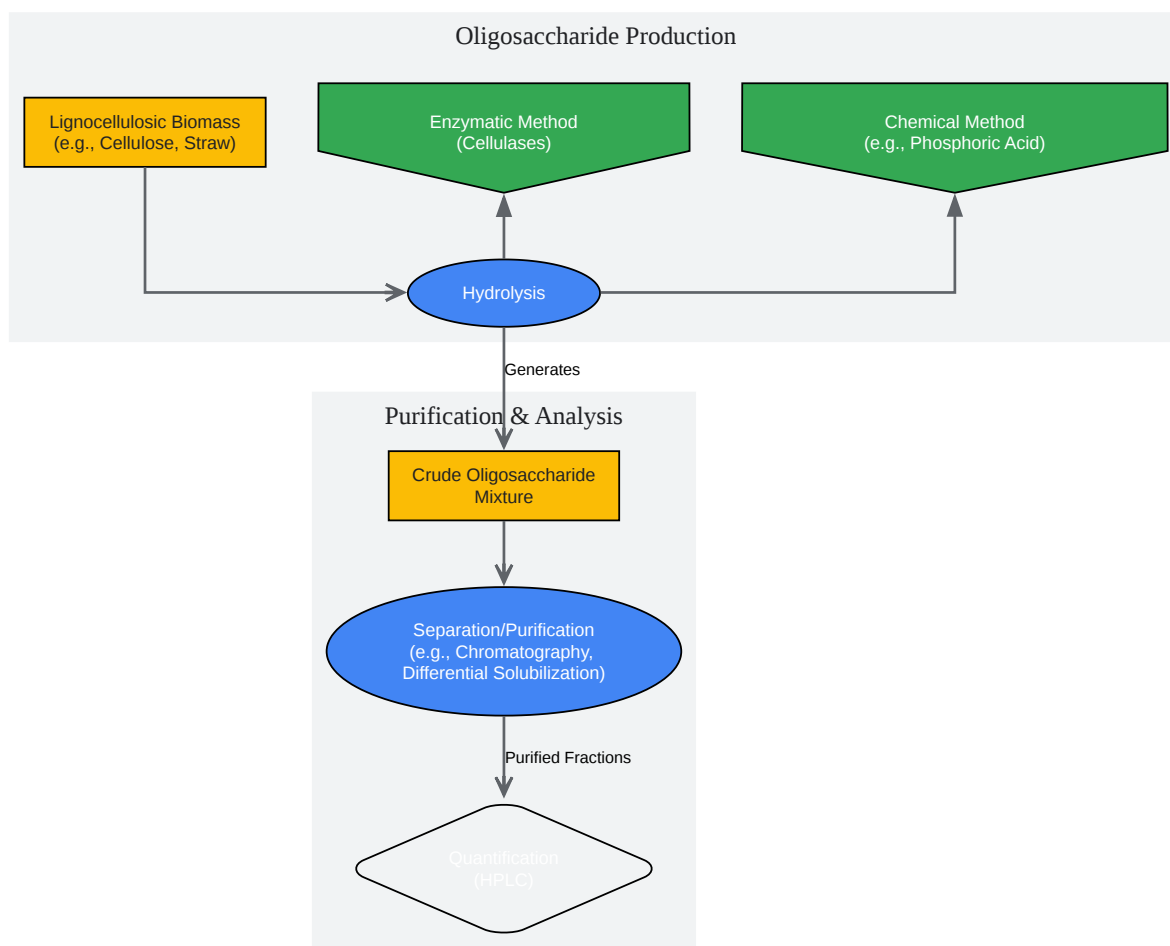 Oligosaccharide Production
Lignocellulosic Biomass
(e.g., Cellulose, Straw)
Enzymatic Method
(Cellulases)
Chemical Method
(e.g., Phosphoric Acid)
Hydrolysis
Generates
Purification & Analysis
Crude Oligosaccharide
Mixture
Separation/Purification
(e.g., Chromatography,
Differential Solubilization)
Purified Fractions
Quantification
(HPLC)